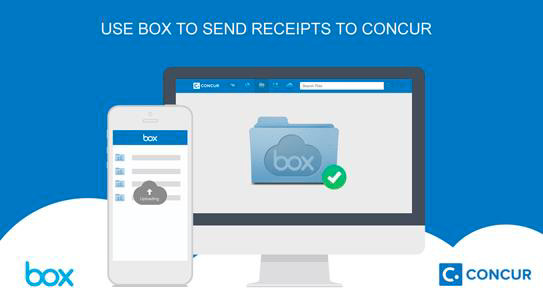 USE BOX TO SEND RECEIPTS TO CONCUR
CONCUR
Search Files
box
box
Uploading
box
CONCUR